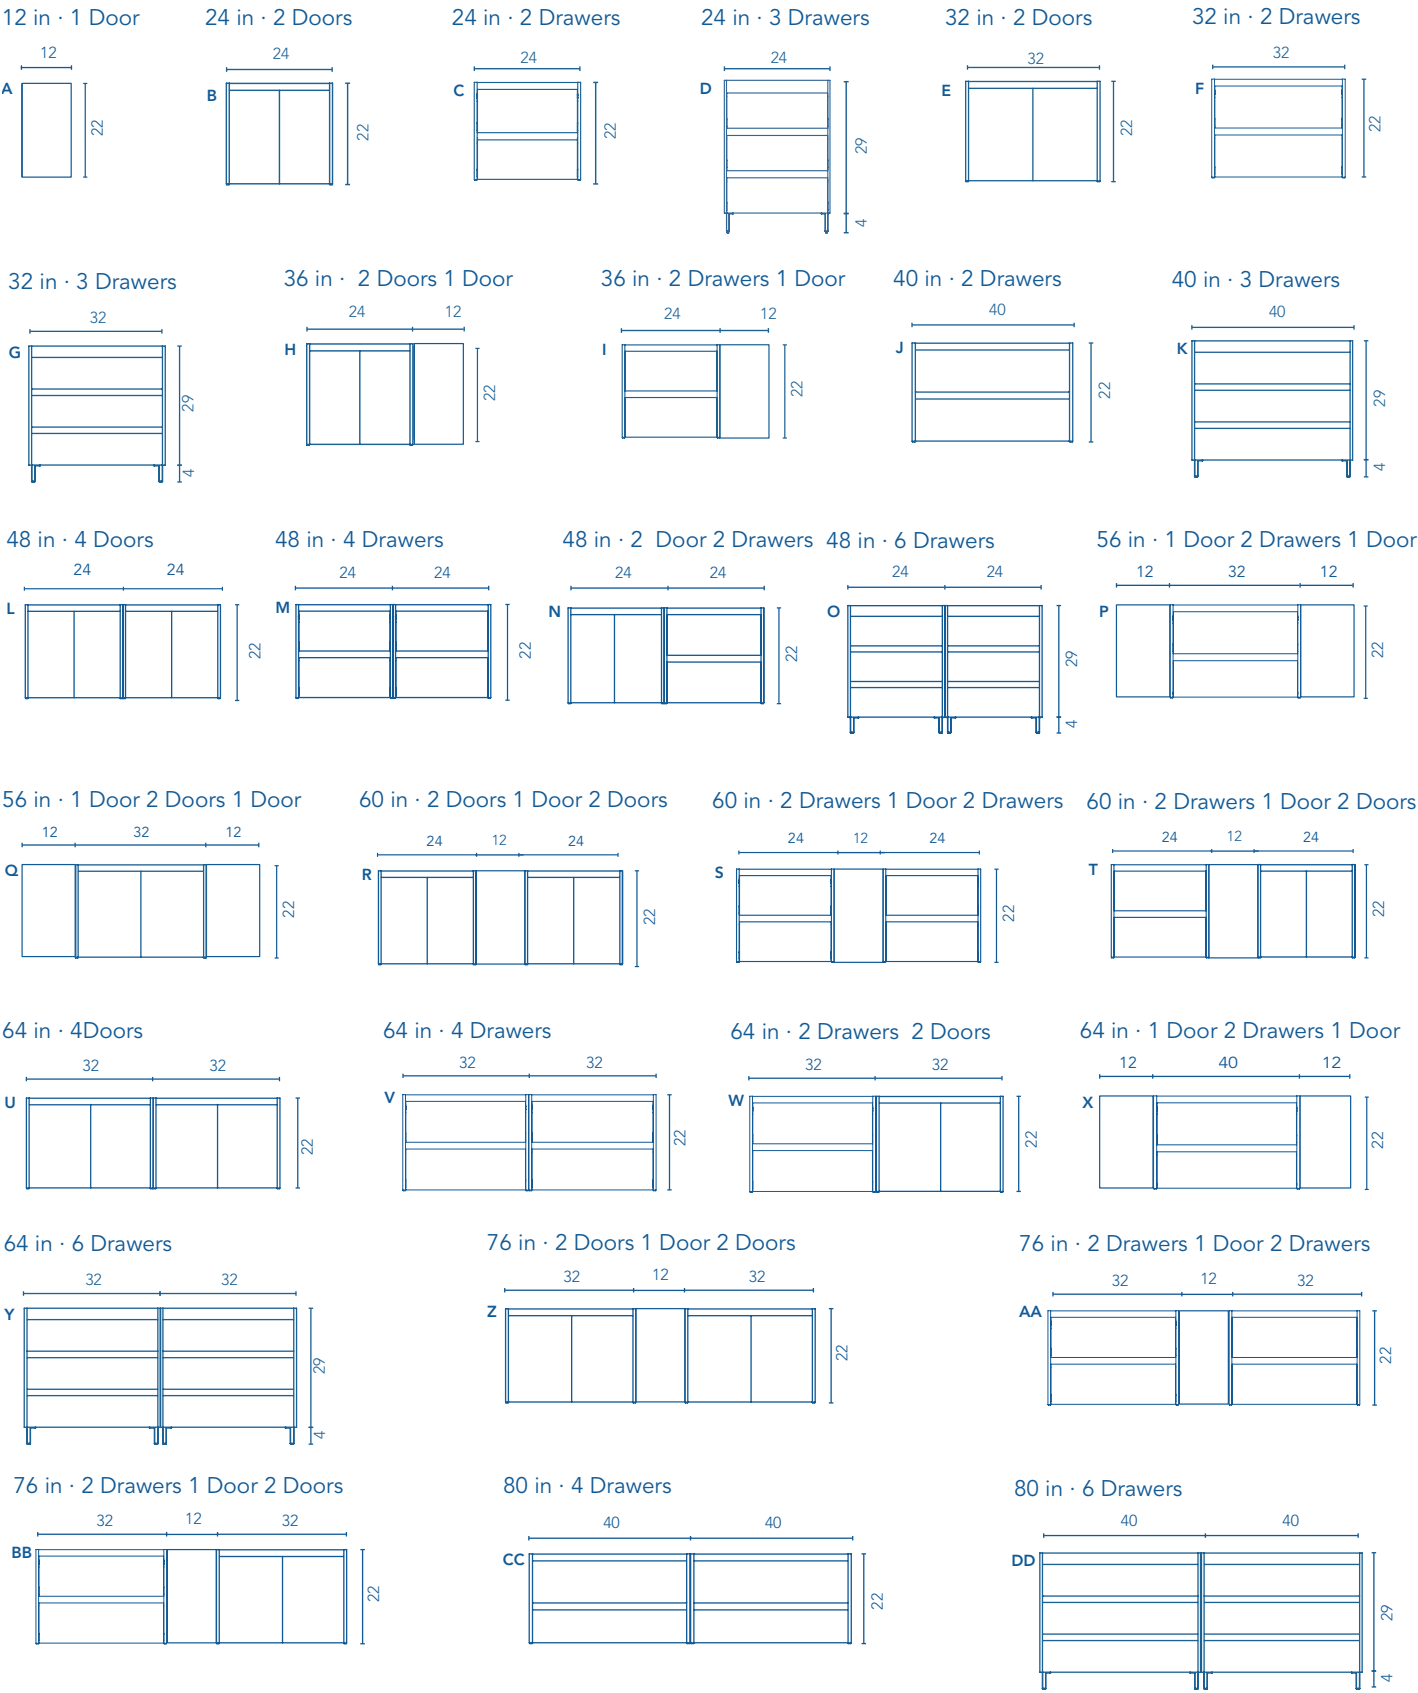 12 in · 1 Door
24 in · 2 Doors
24 in · 2 Drawers
24 in · 3 Drawers
32 in · 2 Doors
32 in · 2 Drawers
12
24
24
24
32
32
A
B
C
D
E
F
22
22
22
29
4
22
22
32 in · 3 Drawers
36 in · 2 Doors 1 Door
36 in · 2 Drawers 1 Door
40 in · 2 Drawers
40 in · 3 Drawers
32
24 12
24 12
40
40
G
H
I
J
K
29
4
22
22
22
29
4
48 in · 4 Doors
48 in · 4 Drawers
48 in · 2 Door 2 Drawers
48 in · 6 Drawers
56 in · 1 Door 2 Drawers 1 Door
24 24
24 24
24 24
24 24
12 32 12
L
M
N
O
P
22
22
22
29
4
22
56 in · 1 Door 2 Doors 1 Door
60 in · 2 Doors 1 Door 2 Doors
60 in · 2 Drawers 1 Door 2 Drawers
60 in · 2 Drawers 1 Door 2 Doors
12 32 12
24 12 24
24 12 24
24 12 24
Q
R
S
T
22
22
22
22
64 in · 4Doors
64 in · 4 Drawers
64 in · 2 Drawers 2 Doors
64 in · 1 Door 2 Drawers 1 Door
32 32
32 32
32 32
12 40 12
U
V
W
X
22
22
22
22
64 in · 6 Drawers
76 in · 2 Doors 1 Door 2 Doors
76 in · 2 Drawers 1 Door 2 Drawers
32 32
32 12 32
32 12 32
Y
Z
AA
29
4
22
22
76 in · 2 Drawers 1 Door 2 Doors
80 in · 4 Drawers
80 in · 6 Drawers
32 12 32
40 40
40 40
BB
CC
DD
22
22
29
4